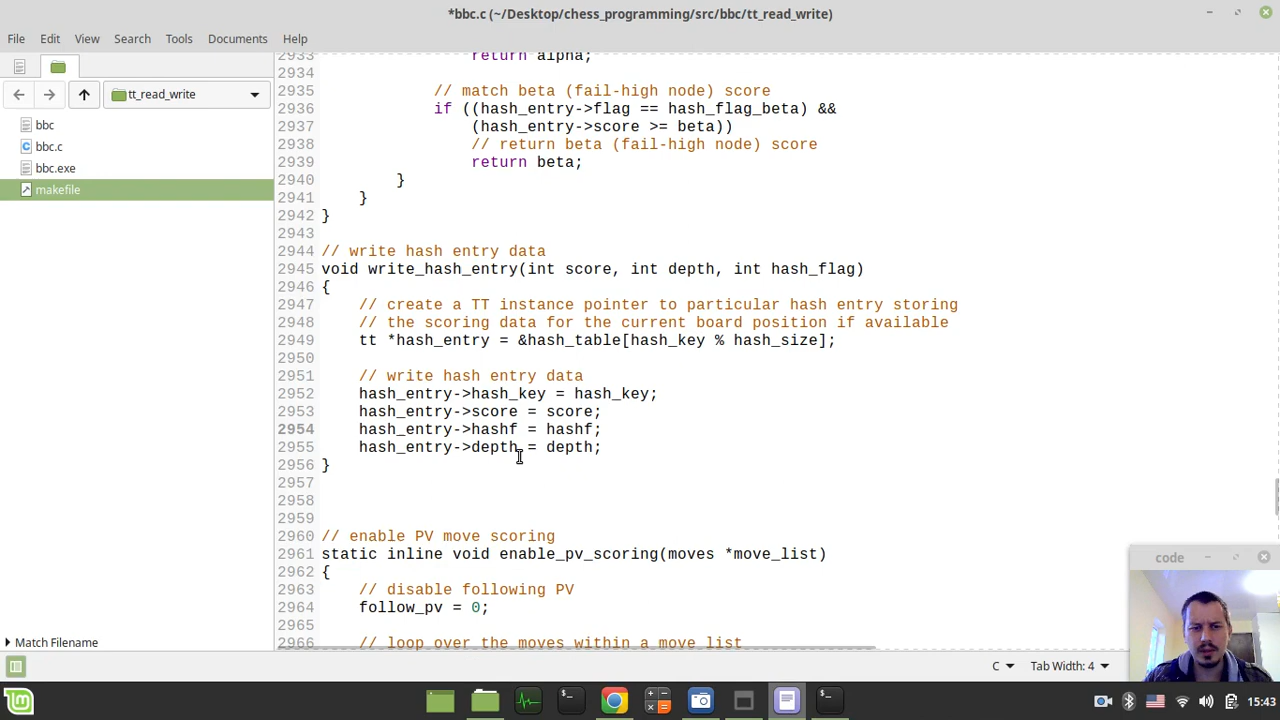 *bbc.c (~/Desktop/chess_programming/src/bbc/tt_read_write)
File Edit View Search Tools Documents Help
tt_read_write
bbc
bbc.c
bbc.exe
makefile
Match Filename
2933 return alpha;
2934
2935 // match beta (fail-high node) score
2936 if ((hash_entry->flag == hash_flag_beta) &&
2937 (hash_entry->score >= beta))
2938 // return beta (fail-high node) score
2939 return beta;
2940 }
2941 }
2942 }
2943
2944 // write hash entry data
2945 void write_hash_entry(int score, int depth, int hash_flag)
2946 {
2947 // create a TT instance pointer to particular hash entry storing
2948 // the scoring data for the current board position if available
2949 tt *hash_entry = &hash_table[hash_key % hash_size];
2950
2951 // write hash entry data
2952 hash_entry->hash_key = hash_key;
2953 hash_entry->score = score;
2954 hash_entry->hashf = hashf;
2955 hash_entry->depth = depth;
2956 }
2957
2958
2959
2960 // enable PV move scoring
2961 static inline void enable_pv_scoring(moves *move_list)
2962 {
2963 // disable following PV
2964 follow_pv = 0;
2965
2966 // loop over the moves within a move list
code
C Tab Width: 4
15:43